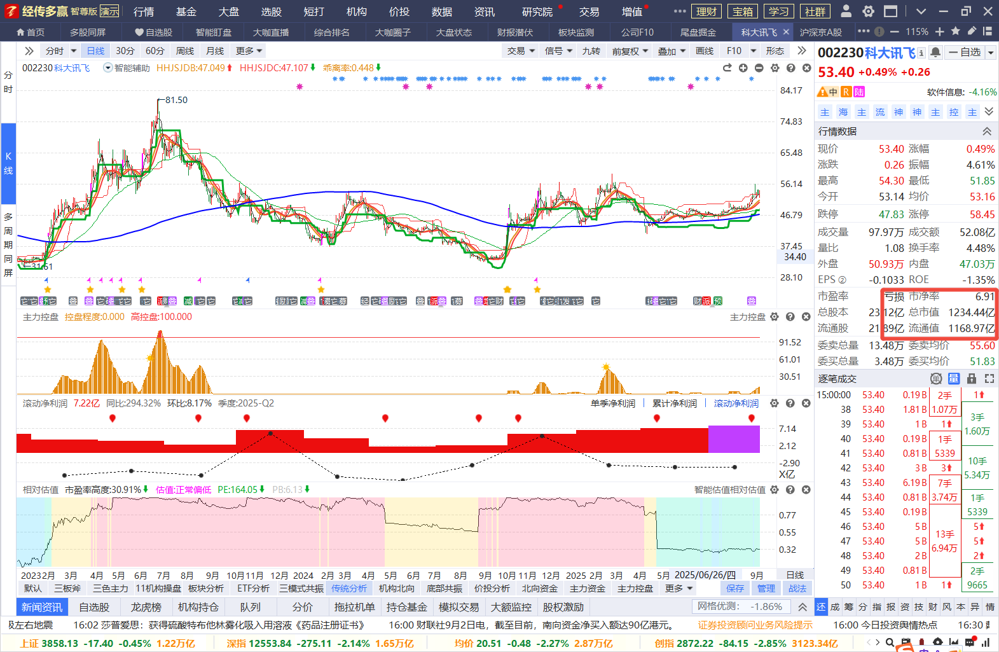 经传多赢 智尊版 演示 行情 基金 大盘 选股 短打 机构 价投 数据 资讯 研究院 交易 增值 理财 宝箱 学习 社群
首页 多股同屏 自选股 智能盯盘 大咖直播 综合排名 大咖圈子 大盘状态 财报潜伏 板块监测 公司F10 尾盘掘金 科大讯飞 沪深京A股 115%
分时 日线 30分 60分 周线 月线 更多 交易 信号 九转 前复权 叠加 画线 F10 形态
分时
K线
多周期同屏
002230科大讯飞 智能辅助 HHJSJDB:47.049 HHJSJDC:47.107 乖离率:0.448
81.50
31.61
84.17
74.83
65.48
56.14
46.79
37.45
34.40
28.10
主力控盘 控盘程度:0.000 高控盘:100.000 主力控盘
91.52
61.01
30.51
滚动净利润 7.22亿 同比:294.32% 环比:8.17% 季度:2025-Q2 单季净利润 累计净利润 滚动净利润
7.14
2.12
-2.90
X亿
相对估值 市盈率高度:30.91% 估值:正常偏低 PE:164.05 PB:6.13 智能估值相对估值
0.77
0.55
0.32
2023 2月 3月 4月 5月 6月 7月 8月 9月 10月 11月 12月 2024 2月 3月 4月 5月 6月 7月 8月 9月 10月 11月 2025 2月 3月 4月 5月 2025/06/26/四 9月 日线
默认 三板斧 三色主力 11机构操盘 板块分析 ETF分析 三模式共振 传统分析 机构北向 底部共振 价投分析 北向资金 主力资金 主力控盘 更多 保存 管理 战法
新闻资讯 自选股 龙虎榜 机构持仓 队列 分价 拖拉机单 持仓基金 模拟交易 大额监控 股权激励 网格优测: -1.86%
及左右地震 16:02 莎普爱思：获得硫酸特布他林雾化吸入用溶液《药品注册证书》 16:00 财联社9月2日电，截至目前，南向资金净买入额达90亿港元。 证券投资顾问业务风险提示 16:00 今日投资舆情热点 16:30
上证 3858.13 -17.40 -0.45% 1.22万亿 深指 12553.84 -275.11 -2.14% 1.65万亿 均价 20.51 -0.48 -2.27% 2.87万亿 创指 2872.22 -84.15 -2.85% 3123.34亿
002230科大讯飞 自选
53.40 +0.49% +0.26
中 R 陆 软件信息: -4.16%
主 海 主 流 神 神 主 控 主
行情数据
现价 53.40 涨幅 0.49%
涨跌 0.26 振幅 4.61%
最高 54.30 最低 51.85
今开 53.14 均价 53.16
跌停 47.83 涨停 58.45
成交量 97.97万 成交额 52.08亿
量比 1.08 换手率 4.48%
外盘 50.93万 内盘 47.03万
EPS ② -0.1033 ROE -1.35%
市盈率 亏损 市净率 6.91
总股本 23.12亿 总市值 1234.44亿
流通股 21.89亿 流通值 1168.97亿
委卖总量 13.48万 委卖均价 55.60
委买总量 3.48万 委买均价 51.83
逐笔成交 单 量
15:00:00 53.40 0.19 B 2手 1
38 53.40 1.81 B 1.07万
39 53.40 1 B 1 3手
40 53.40 0.19 B 1手 1.60万
41 53.40 0.81 B 5339
42 53.40 3 B 3 10手
43 53.40 6.19 B 7手 5.34万
44 53.40 0.81 B 3.74万 1手
45 53.40 0.19 B 5339
46 53.40 5 B 13手 5
47 53.40 5 B 6.94万 5
48 53.40 2 B 2
49 53.40 0.81 B 2手
50 53.40 1 B 1 9665
还 成 筹 分 指 报 资 技 财 风 本 异 情